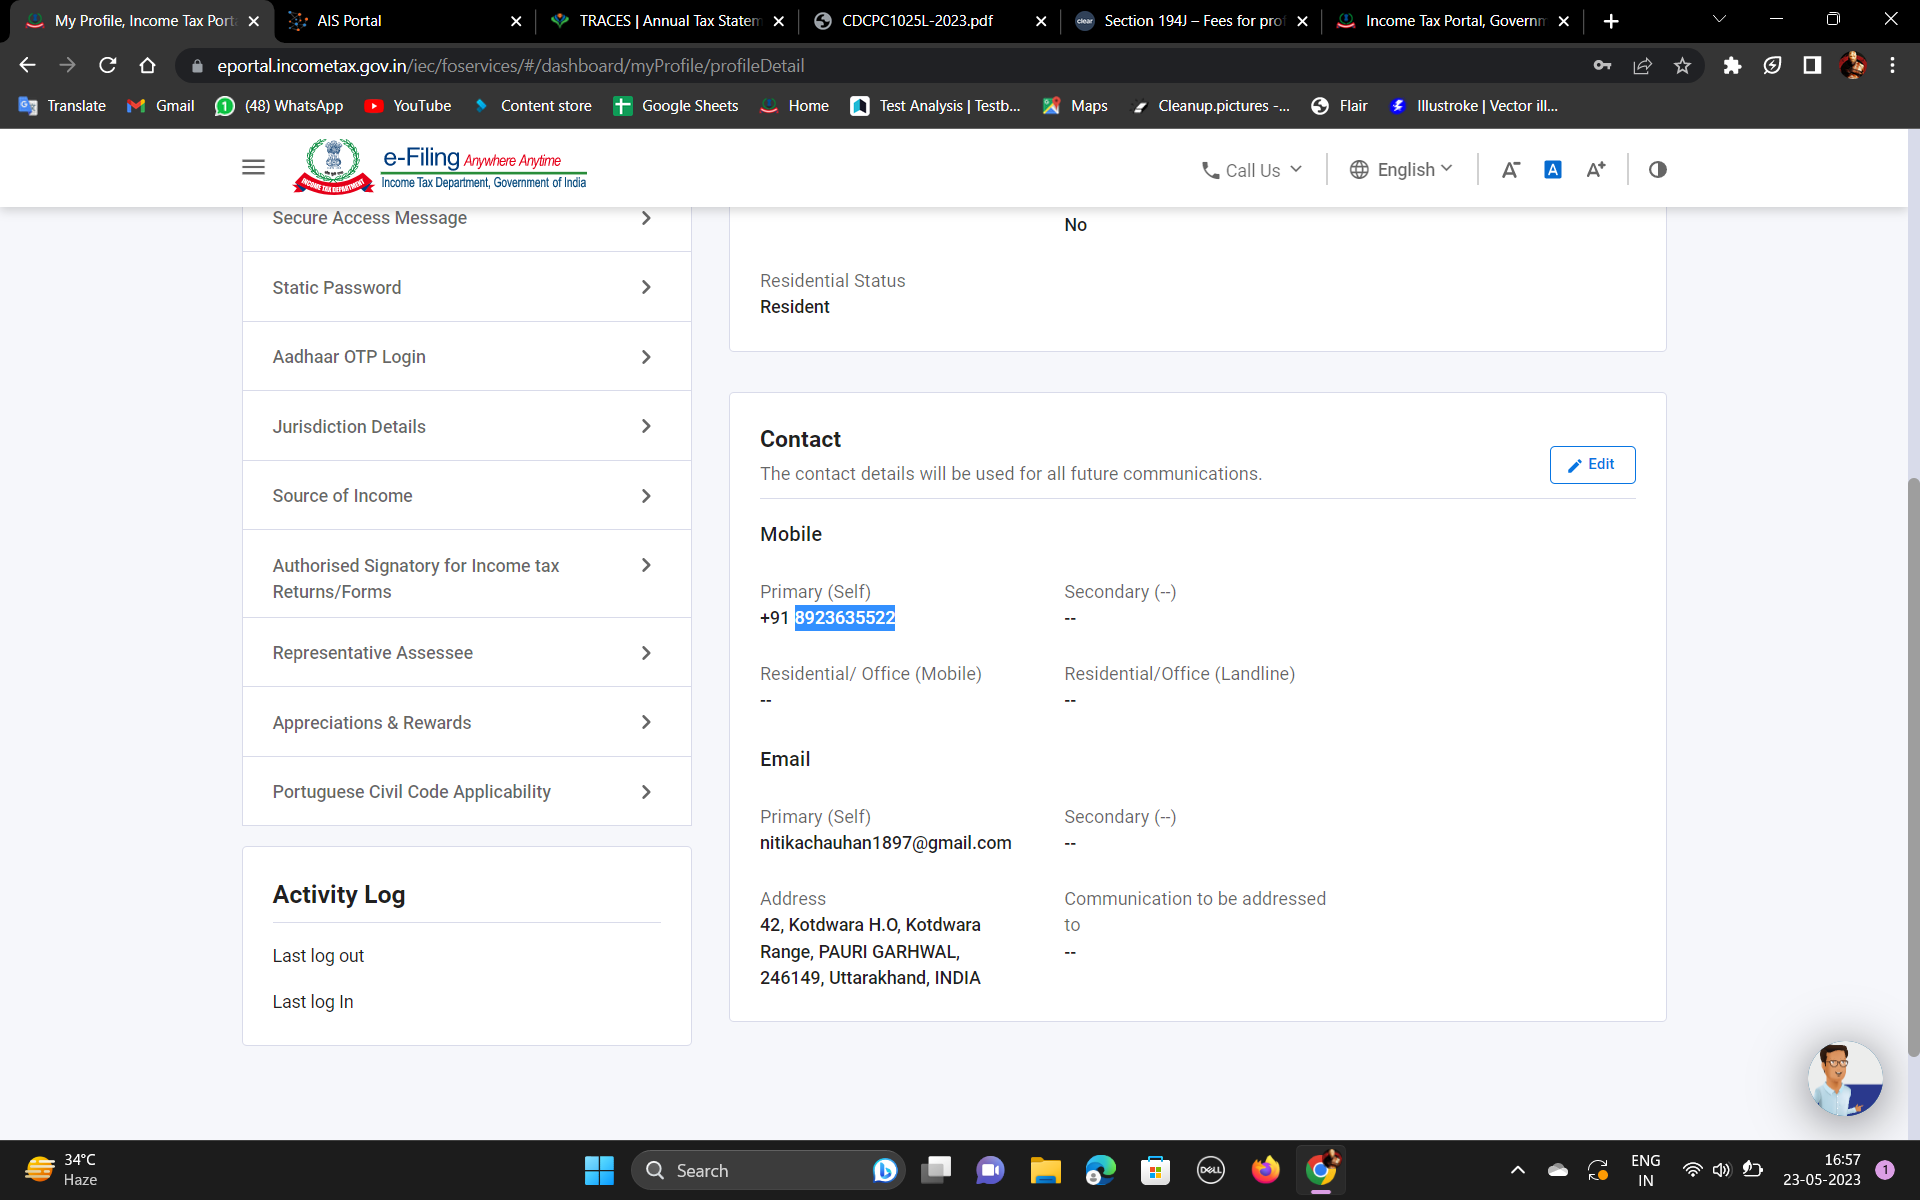 My Profile, Income Tax Port
AIS Portal
TRACES | Annual Tax Statem
CDCPC1025L-2023.pdf
clear
Section 194J – Fees for prof
Income Tax Portal, Governm
eportal.incometax.gov.in/iec/foservices/#/dashboard/myProfile/profileDetail
Translate
Gmail
(48) WhatsApp
YouTube
Content store
Google Sheets
Home
Test Analysis | Testb...
Maps
Cleanup.pictures -...
Flair
Illustroke | Vector ill...
INCOME TAX DEPARTMENT
e-Filing Anywhere Anytime
Income Tax Department, Government of India
Call Us
English
A-
A
A+
Secure Access Message
Static Password
Aadhaar OTP Login
Jurisdiction Details
Source of Income
Authorised Signatory for Income tax
Returns/Forms
Representative Assessee
Appreciations & Rewards
Portuguese Civil Code Applicability
Activity Log
Last log out
Last log In
No
Residential Status
Resident
Contact
The contact details will be used for all future communications.
Edit
Mobile
Primary (Self)
+91 8923635522
Secondary (--)
--
Residential/ Office (Mobile)
--
Residential/Office (Landline)
--
Email
Primary (Self)
nitikachauhan1897@gmail.com
Secondary (--)
--
Address
42, Kotdwara H.O, Kotdwara
Range, PAURI GARHWAL,
246149, Uttarakhand, INDIA
Communication to be addressed
to
--
34°C
Haze
Search
DELL
ENG
IN
16:57
23-05-2023
1